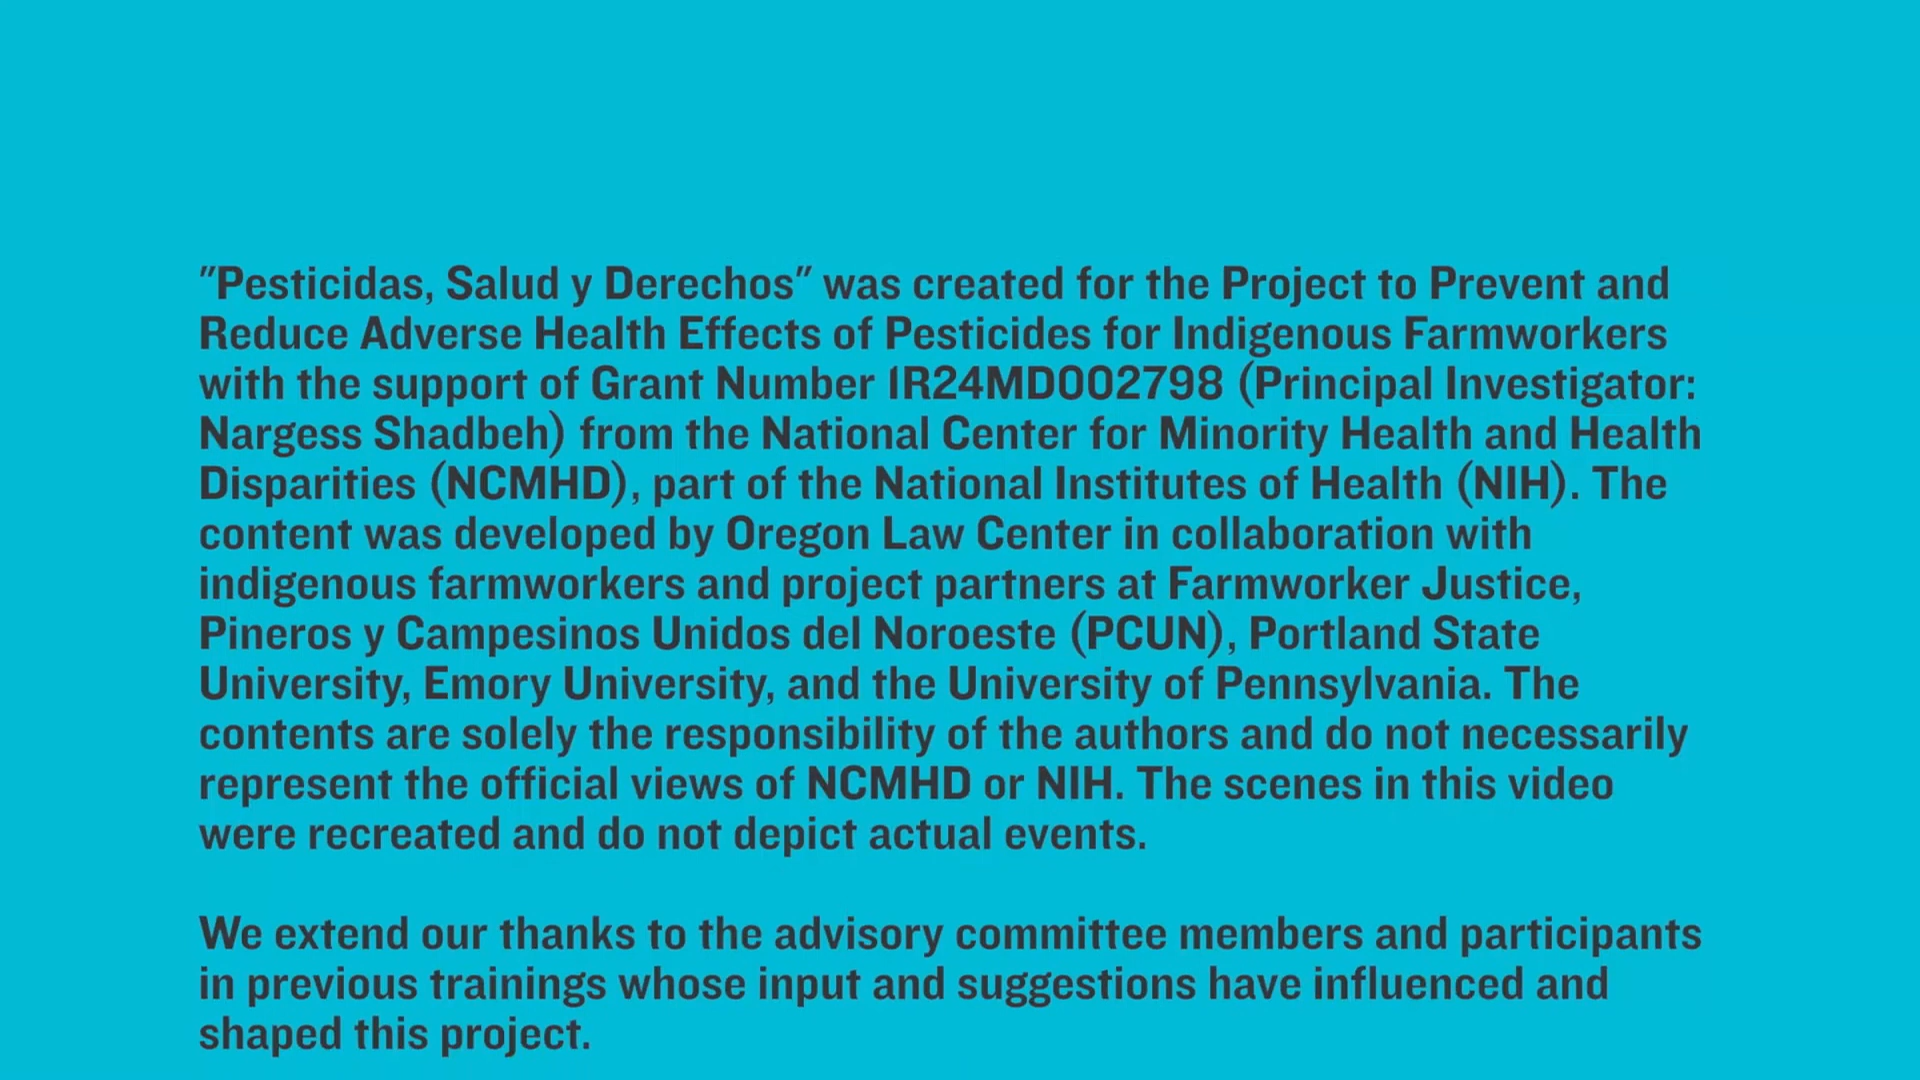 "Pesticidas, Salud y Derechos" was created for the Project to Prevent and
Reduce Adverse Health Effects of Pesticides for Indigenous Farmworkers
with the support of Grant Number 1R24MD002798 (Principal Investigator:
Nargess Shadbeh) from the National Center for Minority Health and Health
Disparities (NCMHD), part of the National Institutes of Health (NIH). The
content was developed by Oregon Law Center in collaboration with
indigenous farmworkers and project partners at Farmworker Justice,
Pineros y Campesinos Unidos del Noroeste (PCUN), Portland State
University, Emory University, and the University of Pennsylvania. The
contents are solely the responsibility of the authors and do not necessarily
represent the official views of NCMHD or NIH. The scenes in this video
were recreated and do not depict actual events.
We extend our thanks to the advisory committee members and participants
in previous trainings whose input and suggestions have influenced and
shaped this project.